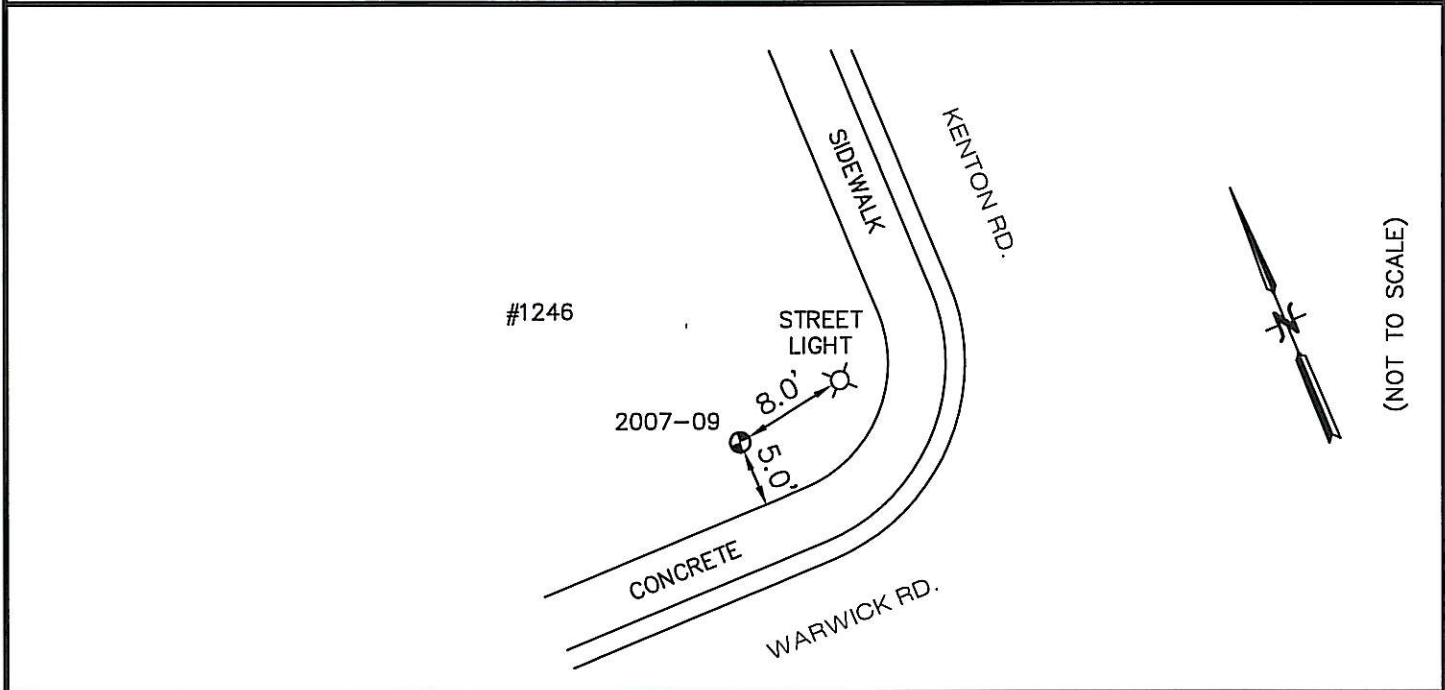 KENTON RD.
SIDEWALK
#1246
STREET
LIGHT
8.0'
2007-09
5.0'
CONCRETE
WARWICK RD.
N
(NOT TO SCALE)